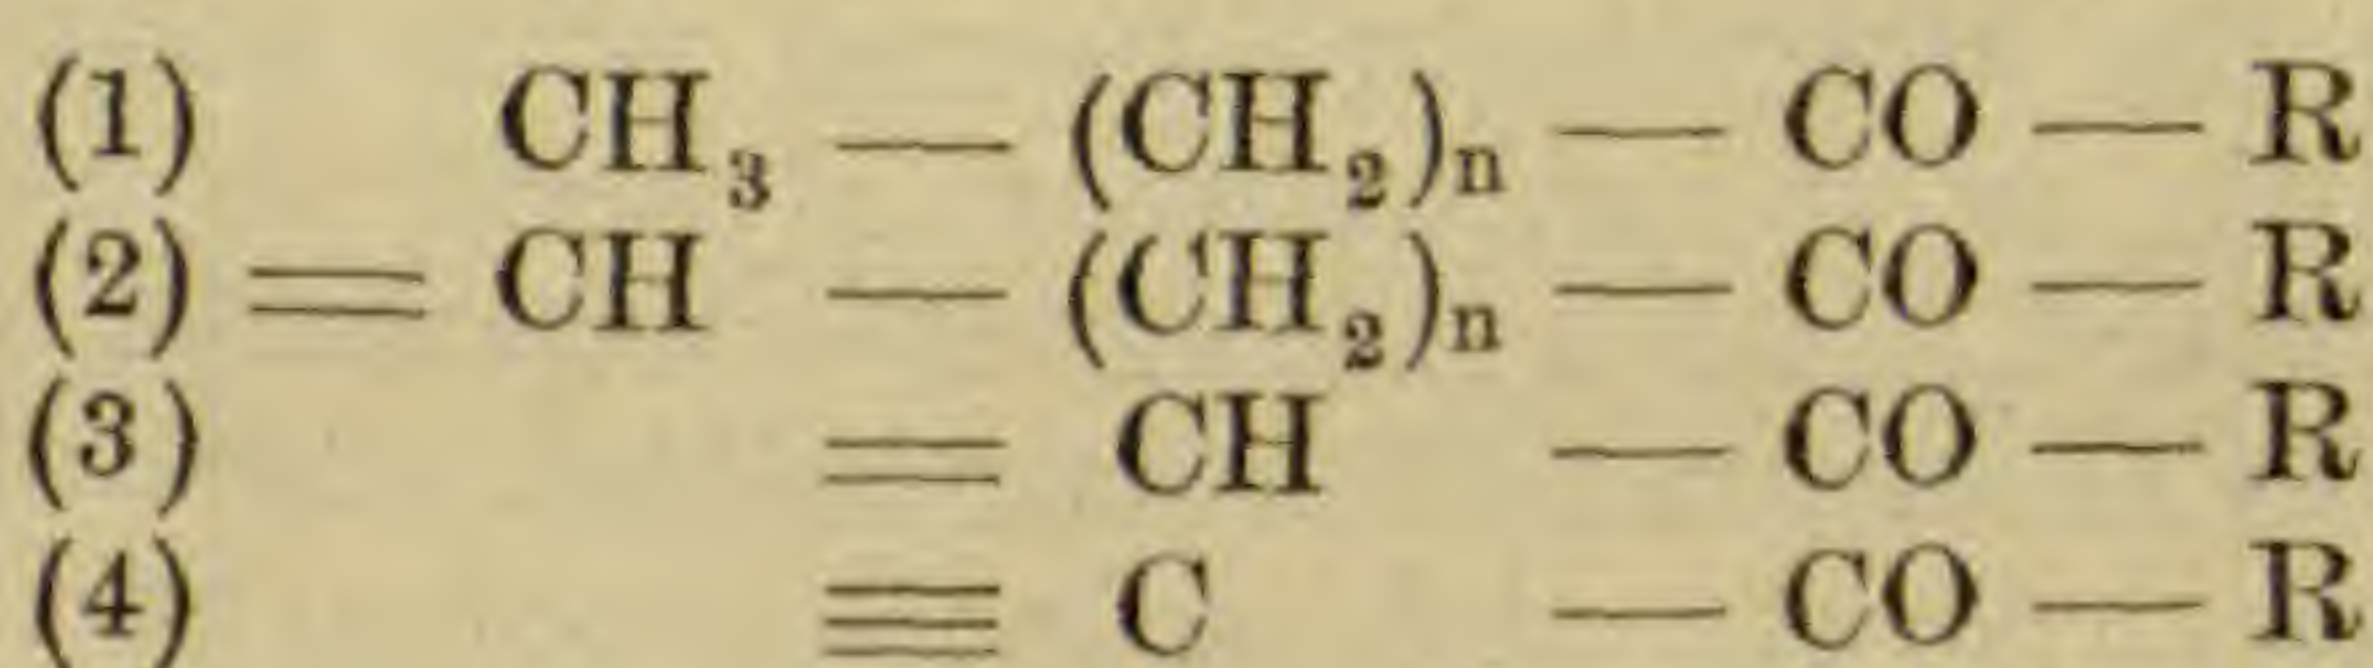 (1) CH₃ — (CH₂)ₙ — CO — R
(2) = CH — (CH₂)ₙ — CO — R
(3) = CH — CO — R
(4) ≡ C — CO — R